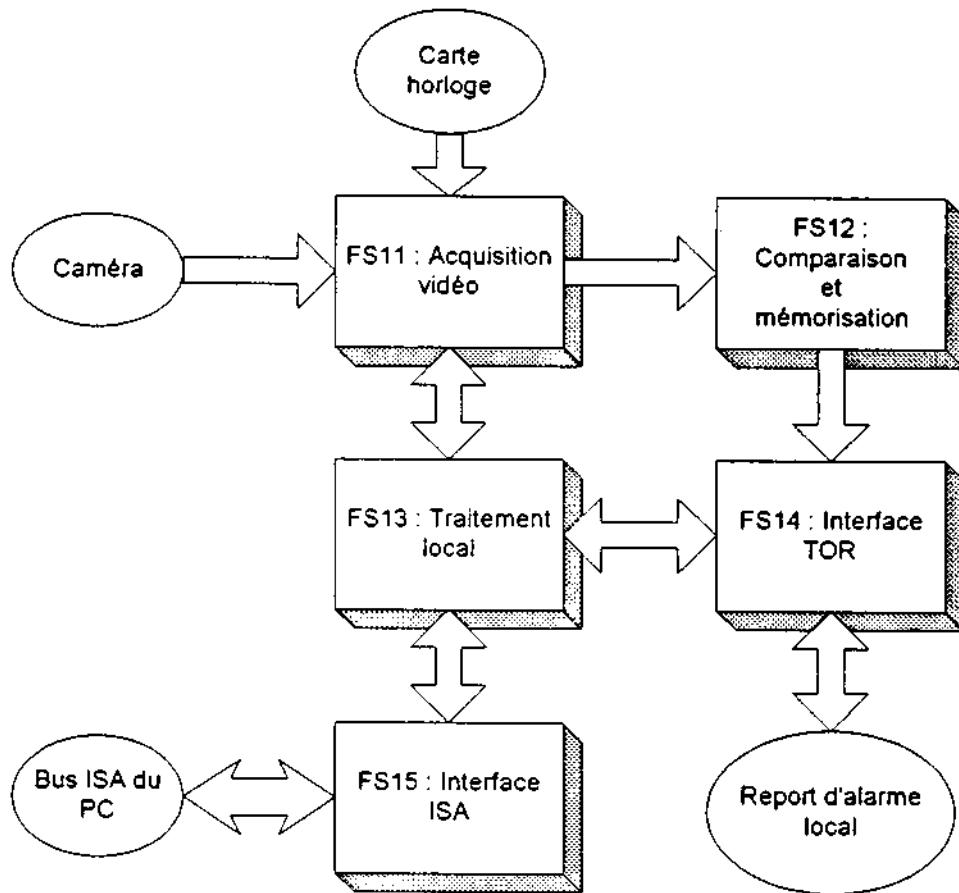 Carte
horloge
Caméra
FS11 : Acquisition
vidéo
FS12 :
Comparaison
et
mémorisation
FS13 : Traitement
local
FS14 : Interface
TOR
Bus ISA du
PC
FS15 : Interface
ISA
Report d'alarme
local